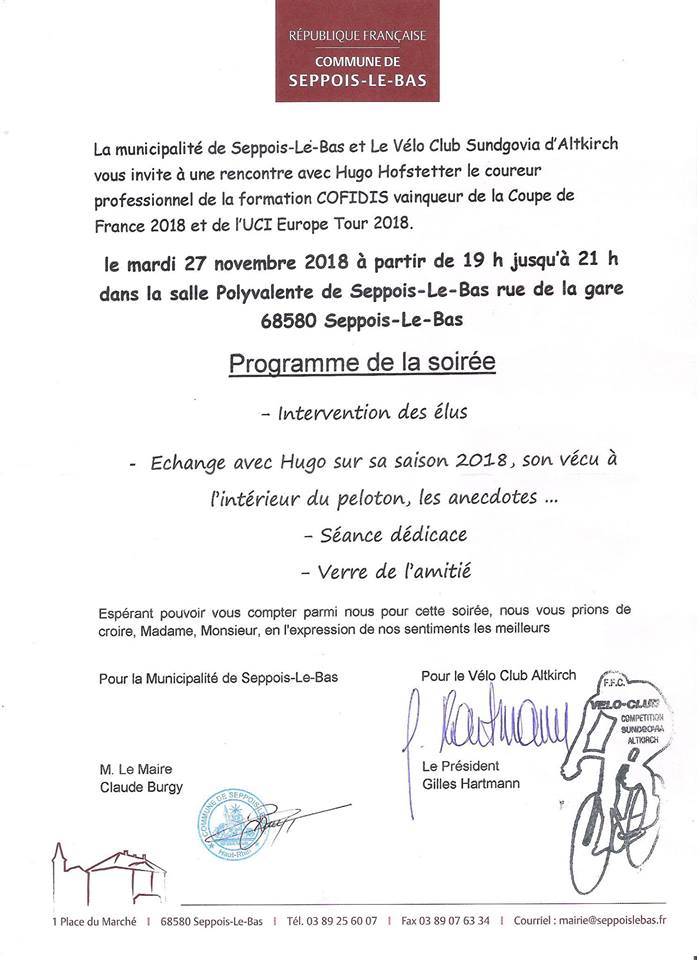 RÉPUBLIQUE FRANÇAISE
COMMUNE DE
SEPPOIS-LE-BAS
La municipalité de Seppois-Le-Bas et Le Vélo Club Sundgovia d'Altkirch
vous invite à une rencontre avec Hugo Hofstetter le coureur
professionnel de la formation COFIDIS vainqueur de la Coupe de
France 2018 et de l'UCI Europe Tour 2018.
le mardi 27 novembre 2018 à partir de 19 h jusqu'à 21 h
dans la salle Polyvalente de Seppois-Le-Bas rue de la gare
68580 Seppois-Le-Bas
Programme de la soirée
- Intervention des élus
- Echange avec Hugo sur sa saison 2018, son vécu à
l'intérieur du peloton, les anecdotes ...
- Séance dédicace
- Verre de l'amitié
Espérant pouvoir vous compter parmi nous pour cette soirée, nous vous prions de
croire, Madame, Monsieur, en l'expression de nos sentiments les meilleurs
Pour la Municipalité de Seppois-Le-Bas
Pour le Vélo Club Altkirch
F.F.C.
VELO-CLUB
COMPETITION
SUNDGOVIA
ALTKIRCH
G. Hartmann
Le Président
Gilles Hartmann
M. Le Maire
Claude Burgy
COMMUNE DE SEPPOIS-LE-
Haut-Rhin
1 Place du Marché I 68580 Seppois-Le-Bas I Tél. 03 89 25 60 07 I Fax 03 89 07 63 34 I Courriel : mairie@seppoislebas.fr